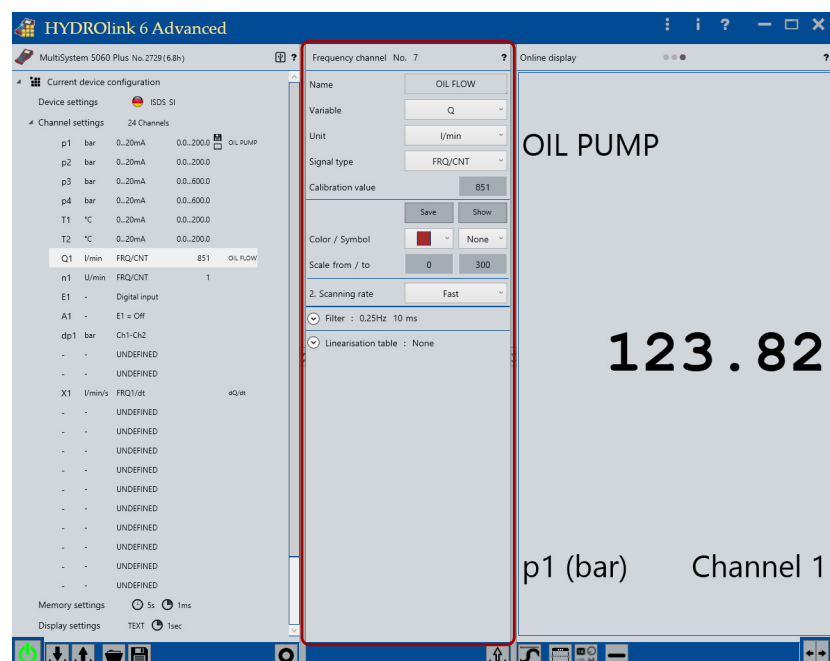 HYDROlink 6 Advanced
MultiSystem 5060 Plus No.2729 (6.8h) ?
Current device configuration
Device settings ISDS SI
Channel settings 24 Channels
p1 bar 0...20mA 0.0...200.0 OIL PUMP
p2 bar 0...20mA 0.0...200.0
p3 bar 0...20mA 0.0...600.0
p4 bar 0...20mA 0.0...600.0
T1 °C 0...20mA 0.0...200.0
T2 °C 0...20mA 0.0...200.0
Q1 l/min FRQ/CNT 851 OIL FLOW
n1 U/min FRQ/CNT 1
E1 - Digital input
A1 - E1 = Off
dp1 bar Ch1-Ch2
- - UNDEFINED
- - UNDEFINED
X1 l/min/s FRQ1/dt dQ/dt
- - UNDEFINED
- - UNDEFINED
- - UNDEFINED
- - UNDEFINED
- - UNDEFINED
- - UNDEFINED
- - UNDEFINED
- - UNDEFINED
- - UNDEFINED
- - UNDEFINED
Memory settings 5s 1ms
Display settings TEXT 1sec
Frequency channel No. 7 ?
Name OIL FLOW
Variable Q
Unit l/min
Signal type FRQ/CNT
Calibration value 851
Save Show
Color / Symbol None
Scale from / to 0 300
2. Scanning rate Fast
Filter : 0.25Hz 10 ms
Linearisation table : None
Online display ?
OIL PUMP
123.82
p1 (bar) Channel 1